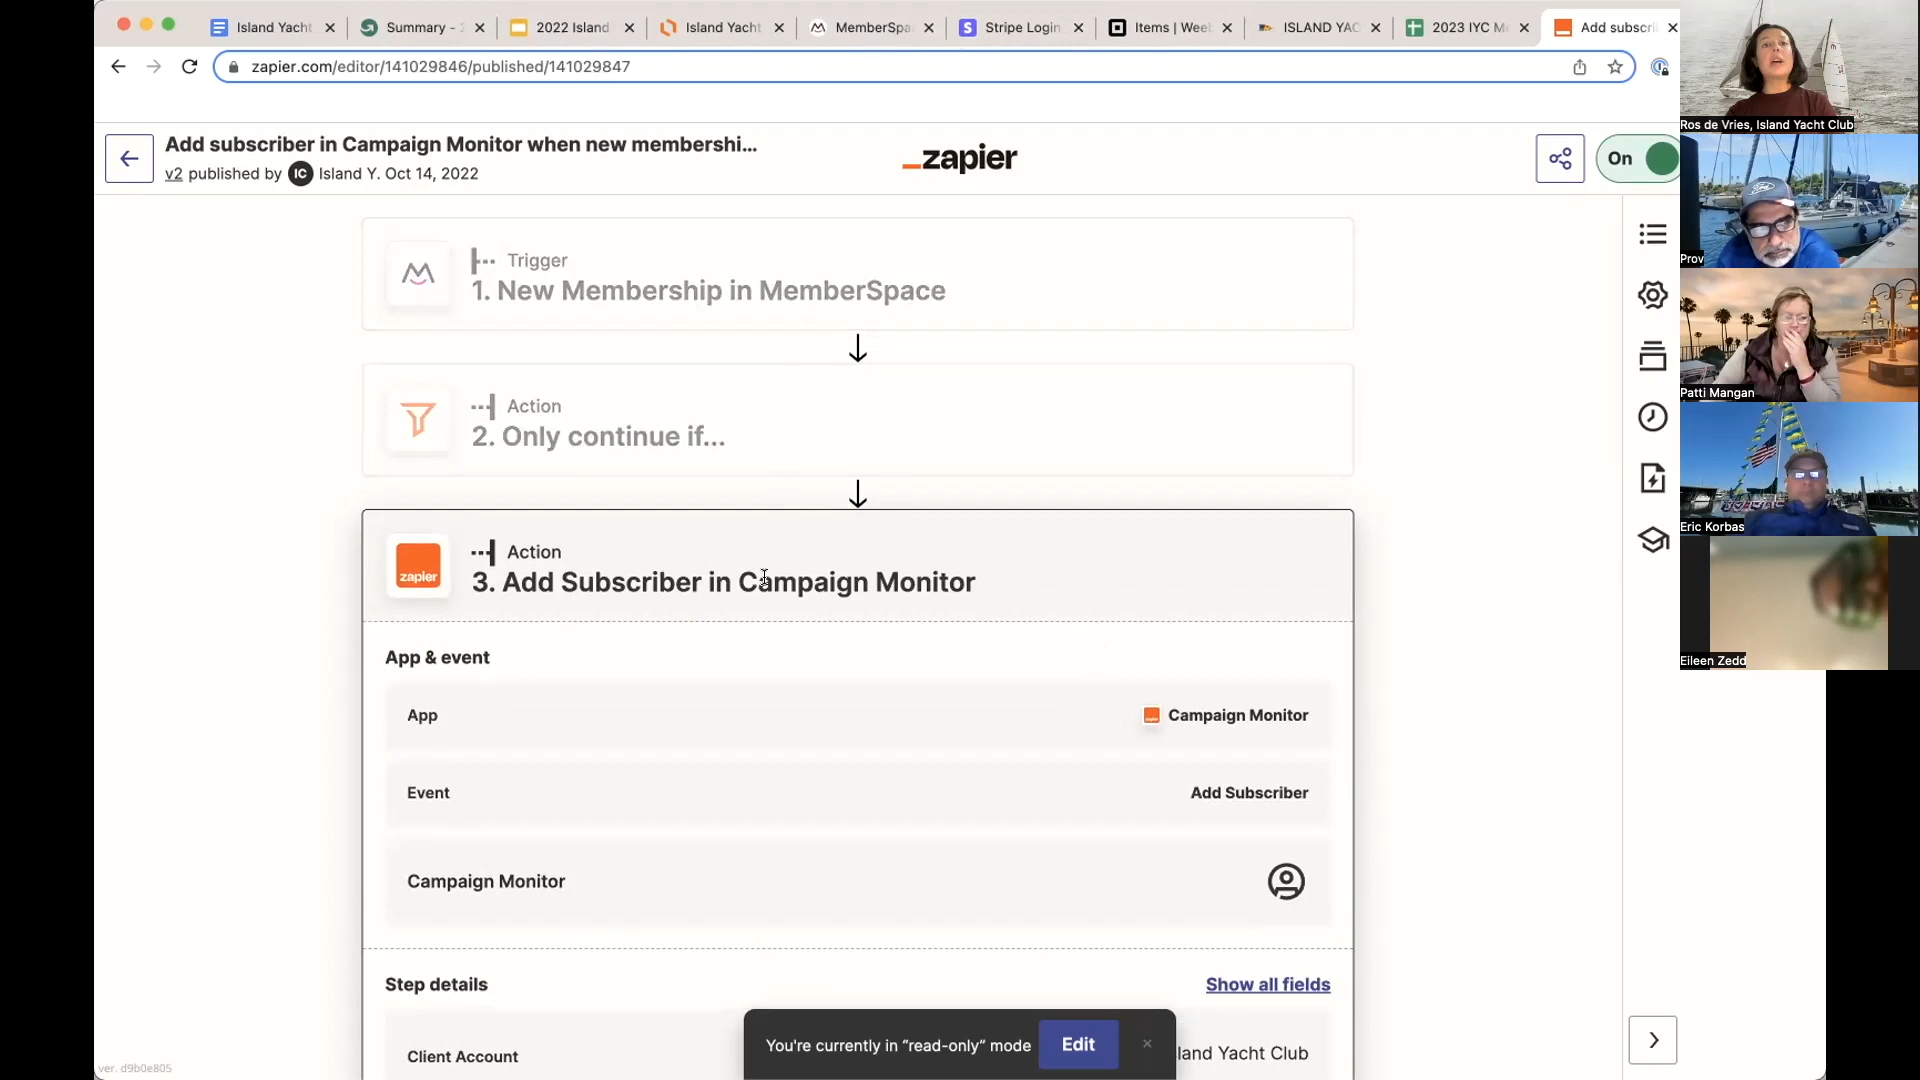 Island Yacht
Summary - 2
2022 Island
Island Yacht
MemberSpa
Stripe Login
Items | Weeb
ISLAND YAC
2023 IYC M
Add subscri
zapier.com/editor/141029846/published/141029847
Add subscriber in Campaign Monitor when new membershi...
v2 published by IC Island Y. Oct 14, 2022
zapier
On
Trigger
1. New Membership in MemberSpace
Action
2. Only continue if...
zapier
Action
3. Add Subscriber in Campaign Monitor
App & event
App
Campaign Monitor
Event
Add Subscriber
Campaign Monitor
Step details
Show all fields
Client Account
land Yacht Club
You're currently in “read-only” mode
Edit
ver. d9b0e805
Ros de Vries, Island Yacht Club
Prov
Patti Mangan
Eric Korbas
Eileen Zedd